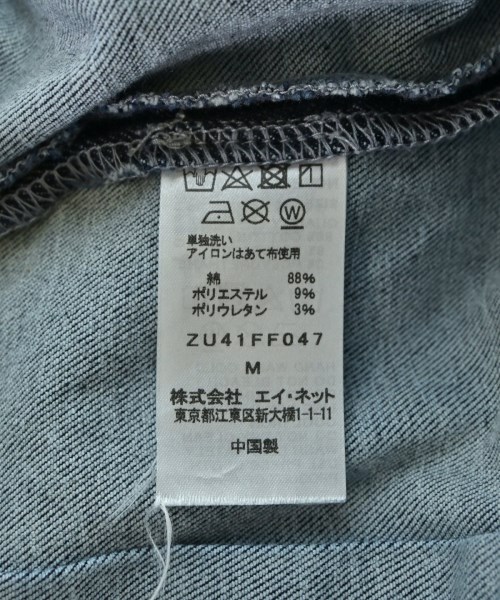 単独洗い
アイロンはあて布使用
綿 88%
ポリエステル 9%
ポリウレタン 3%
ZU41FF047
M
株式会社 エイ・ネット
東京都江東区新大橋1-1-11
中国製